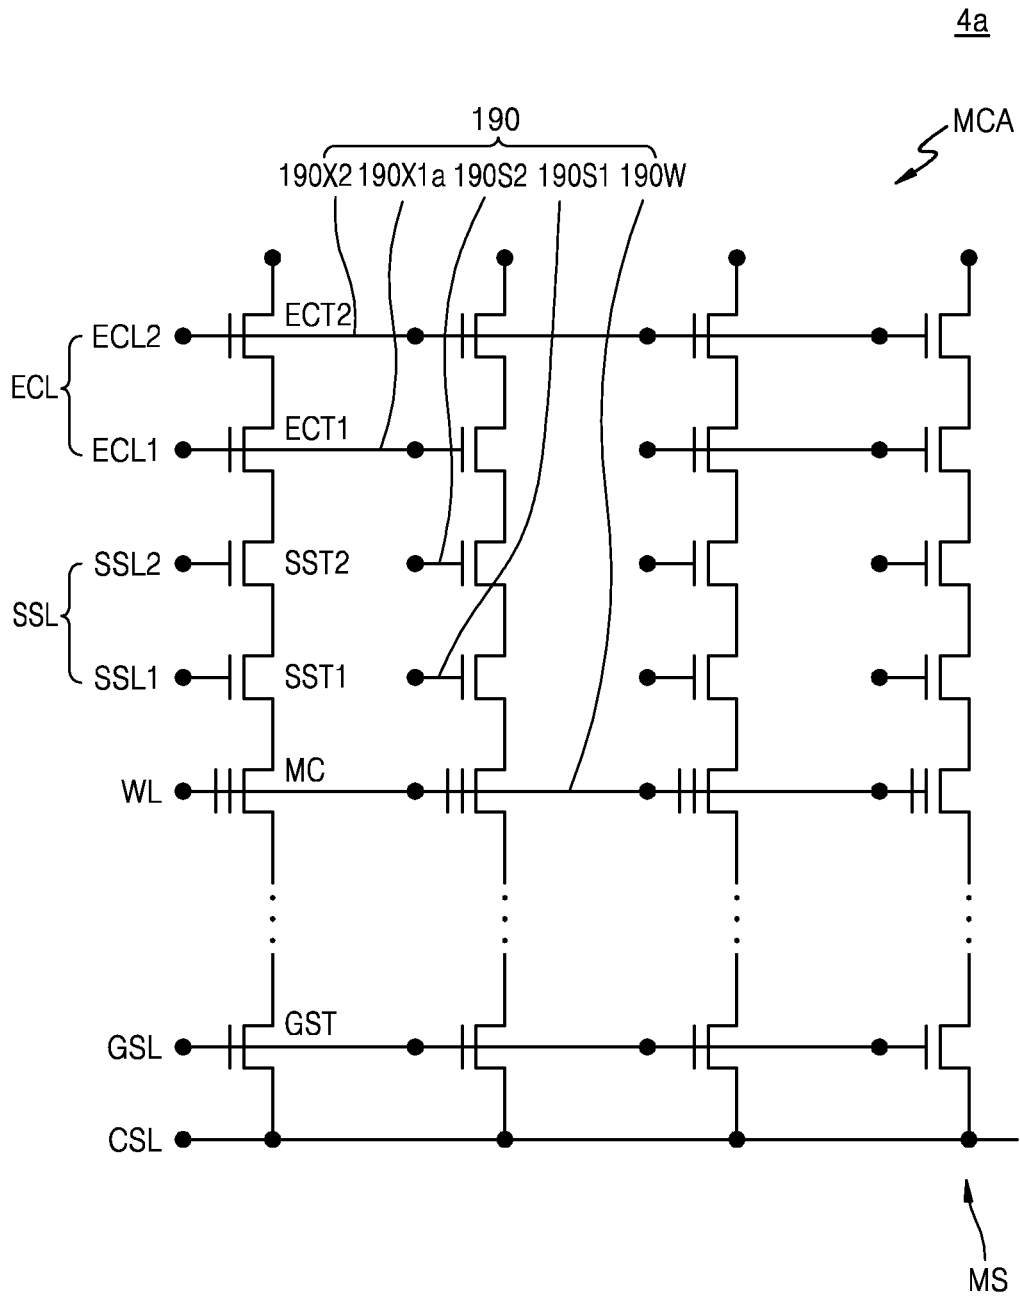 4a
MCA
190
190X2 190X1a 190S2 190S1 190W
ECT2
ECL2
ECL
ECT1
ECL1
SSL2
SST2
SSL
SSL1
SST1
MC
WL
GST
GSL
CSL
MS